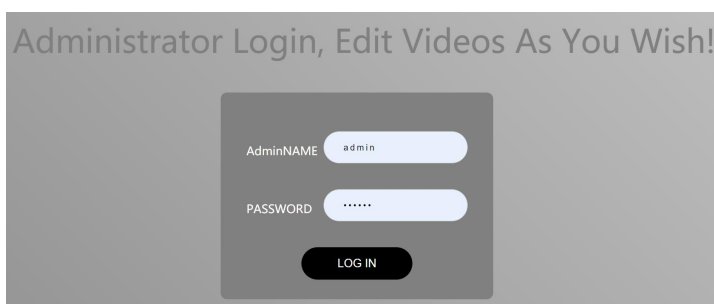 Administrator Login, Edit Videos As You Wish!
AdminNAME admin
PASSWORD ······
LOG IN